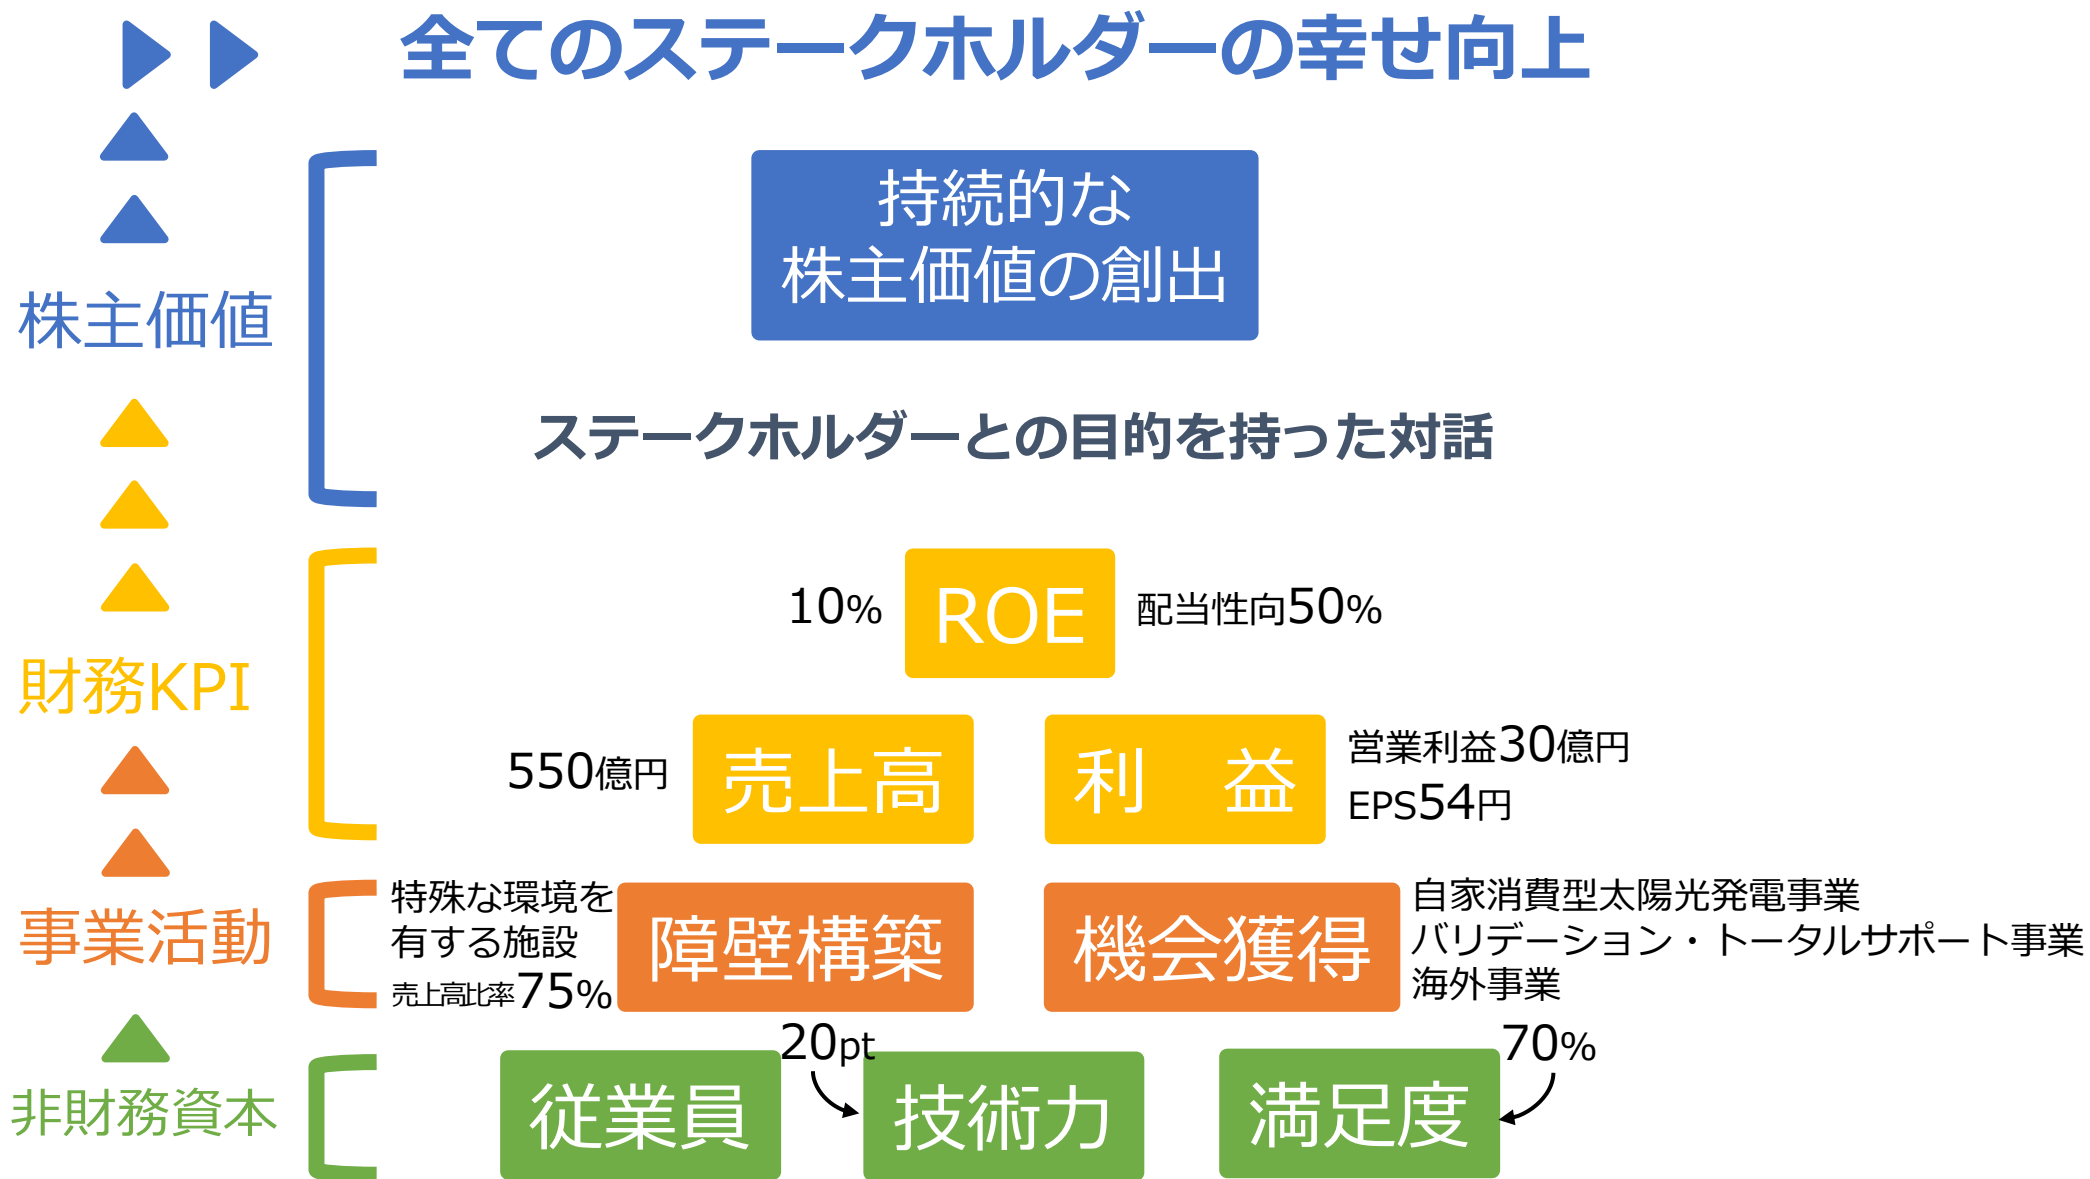 全てのステークホルダーの幸せ向上
持続的な
株主価値の創出
株主価値
ステークホルダーとの目的を持った対話
10%
ROE
配当性向50%
財務KPI
550億円
売上高
利　益
営業利益30億円
EPS54円
事業活動
特殊な環境を
有する施設
売上高比率75%
障壁構築
機会獲得
自家消費型太陽光発電事業
バリデーション・トータルサポート事業
海外事業
20pt
70%
非財務資本
従業員
技術力
満足度